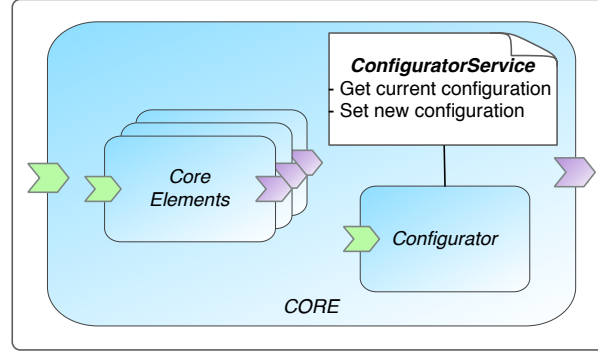 ConfiguratorService
- Get current configuration
- Set new configuration
Core
Elements
Configurator
CORE